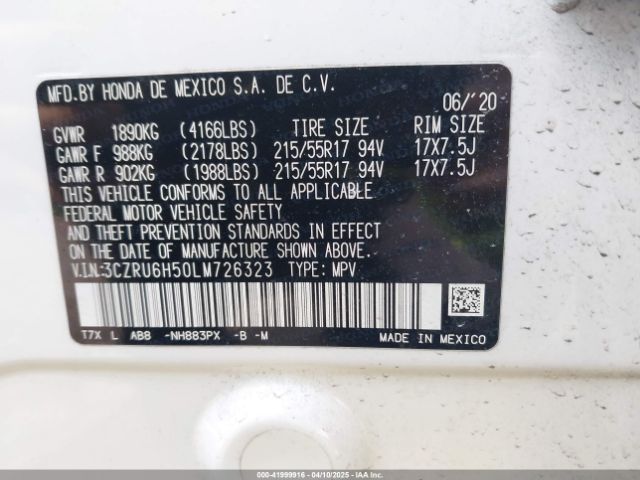 MFD.BY HONDA DE MEXICO S.A. DE C.V.
06/'20
GVWR 1890KG (4166LBS) TIRE SIZE RIM SIZE
GAWR F 988KG (2178LBS) 215/55R17 94V 17X7.5J
GAWR R 902KG (1988LBS) 215/55R17 94V 17X7.5J
THIS VEHICLE CONFORMS TO ALL APPLICABLE
FEDERAL MOTOR VEHICLE SAFETY
AND THEFT PREVENTION STANDARDS IN EFFECT
ON THE DATE OF MANUFACTURE SHOWN ABOVE.
V.I.N:3CZRU6H50LM726323 TYPE: MPV
T7X L AB8 -NH883PX -B -M
MADE IN MEXICO
000-41999916 - 04/10/2025 - IAAI.com